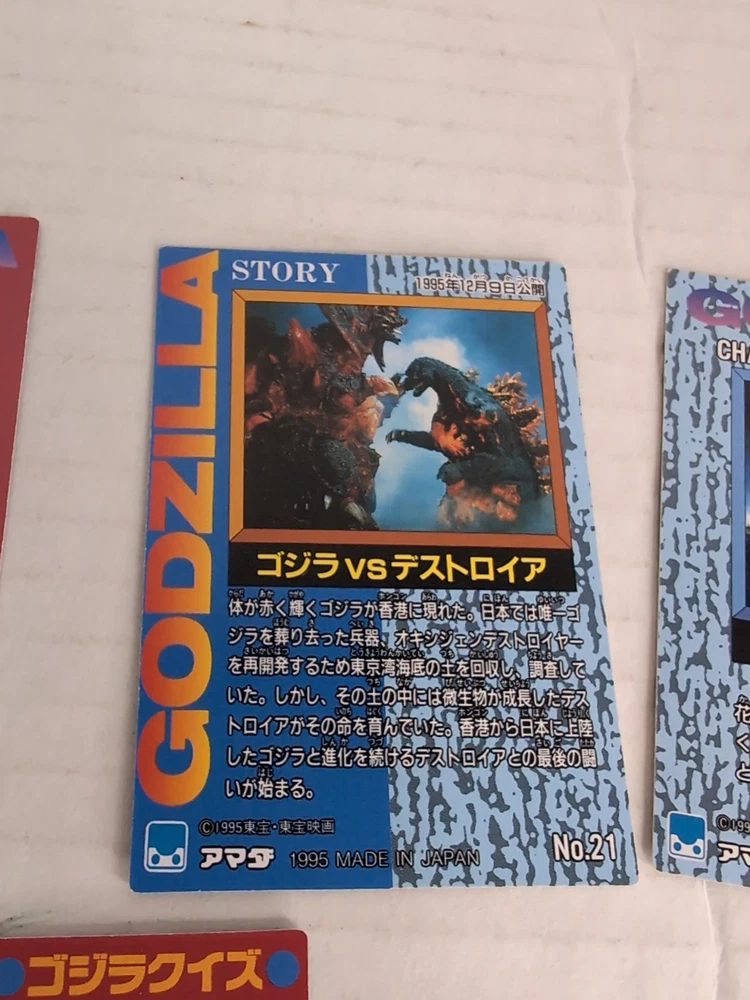 GODZILLA
STORY
1995年12月9日公開
ゴジラvsデストロイア
体が赤く輝くゴジラが香港に現れた。日本では唯一ゴ
ジラを葬り去った兵器、オキシジェンデストロイヤー
を再開発するため東京湾海底の土を回収し、調査して
いた。しかし、その土の中には微生物が成長したデス
トロイアがその命を育んでいた。香港から日本に上陸
したゴジラと進化を続けるデストロイアとの最後の闘
いが始まる。
©1995東宝・東宝映画
アマダ 1995 MADE IN JAPAN
No.21
ゴジラクイズ
CHA
花
く
と
©199
アマ